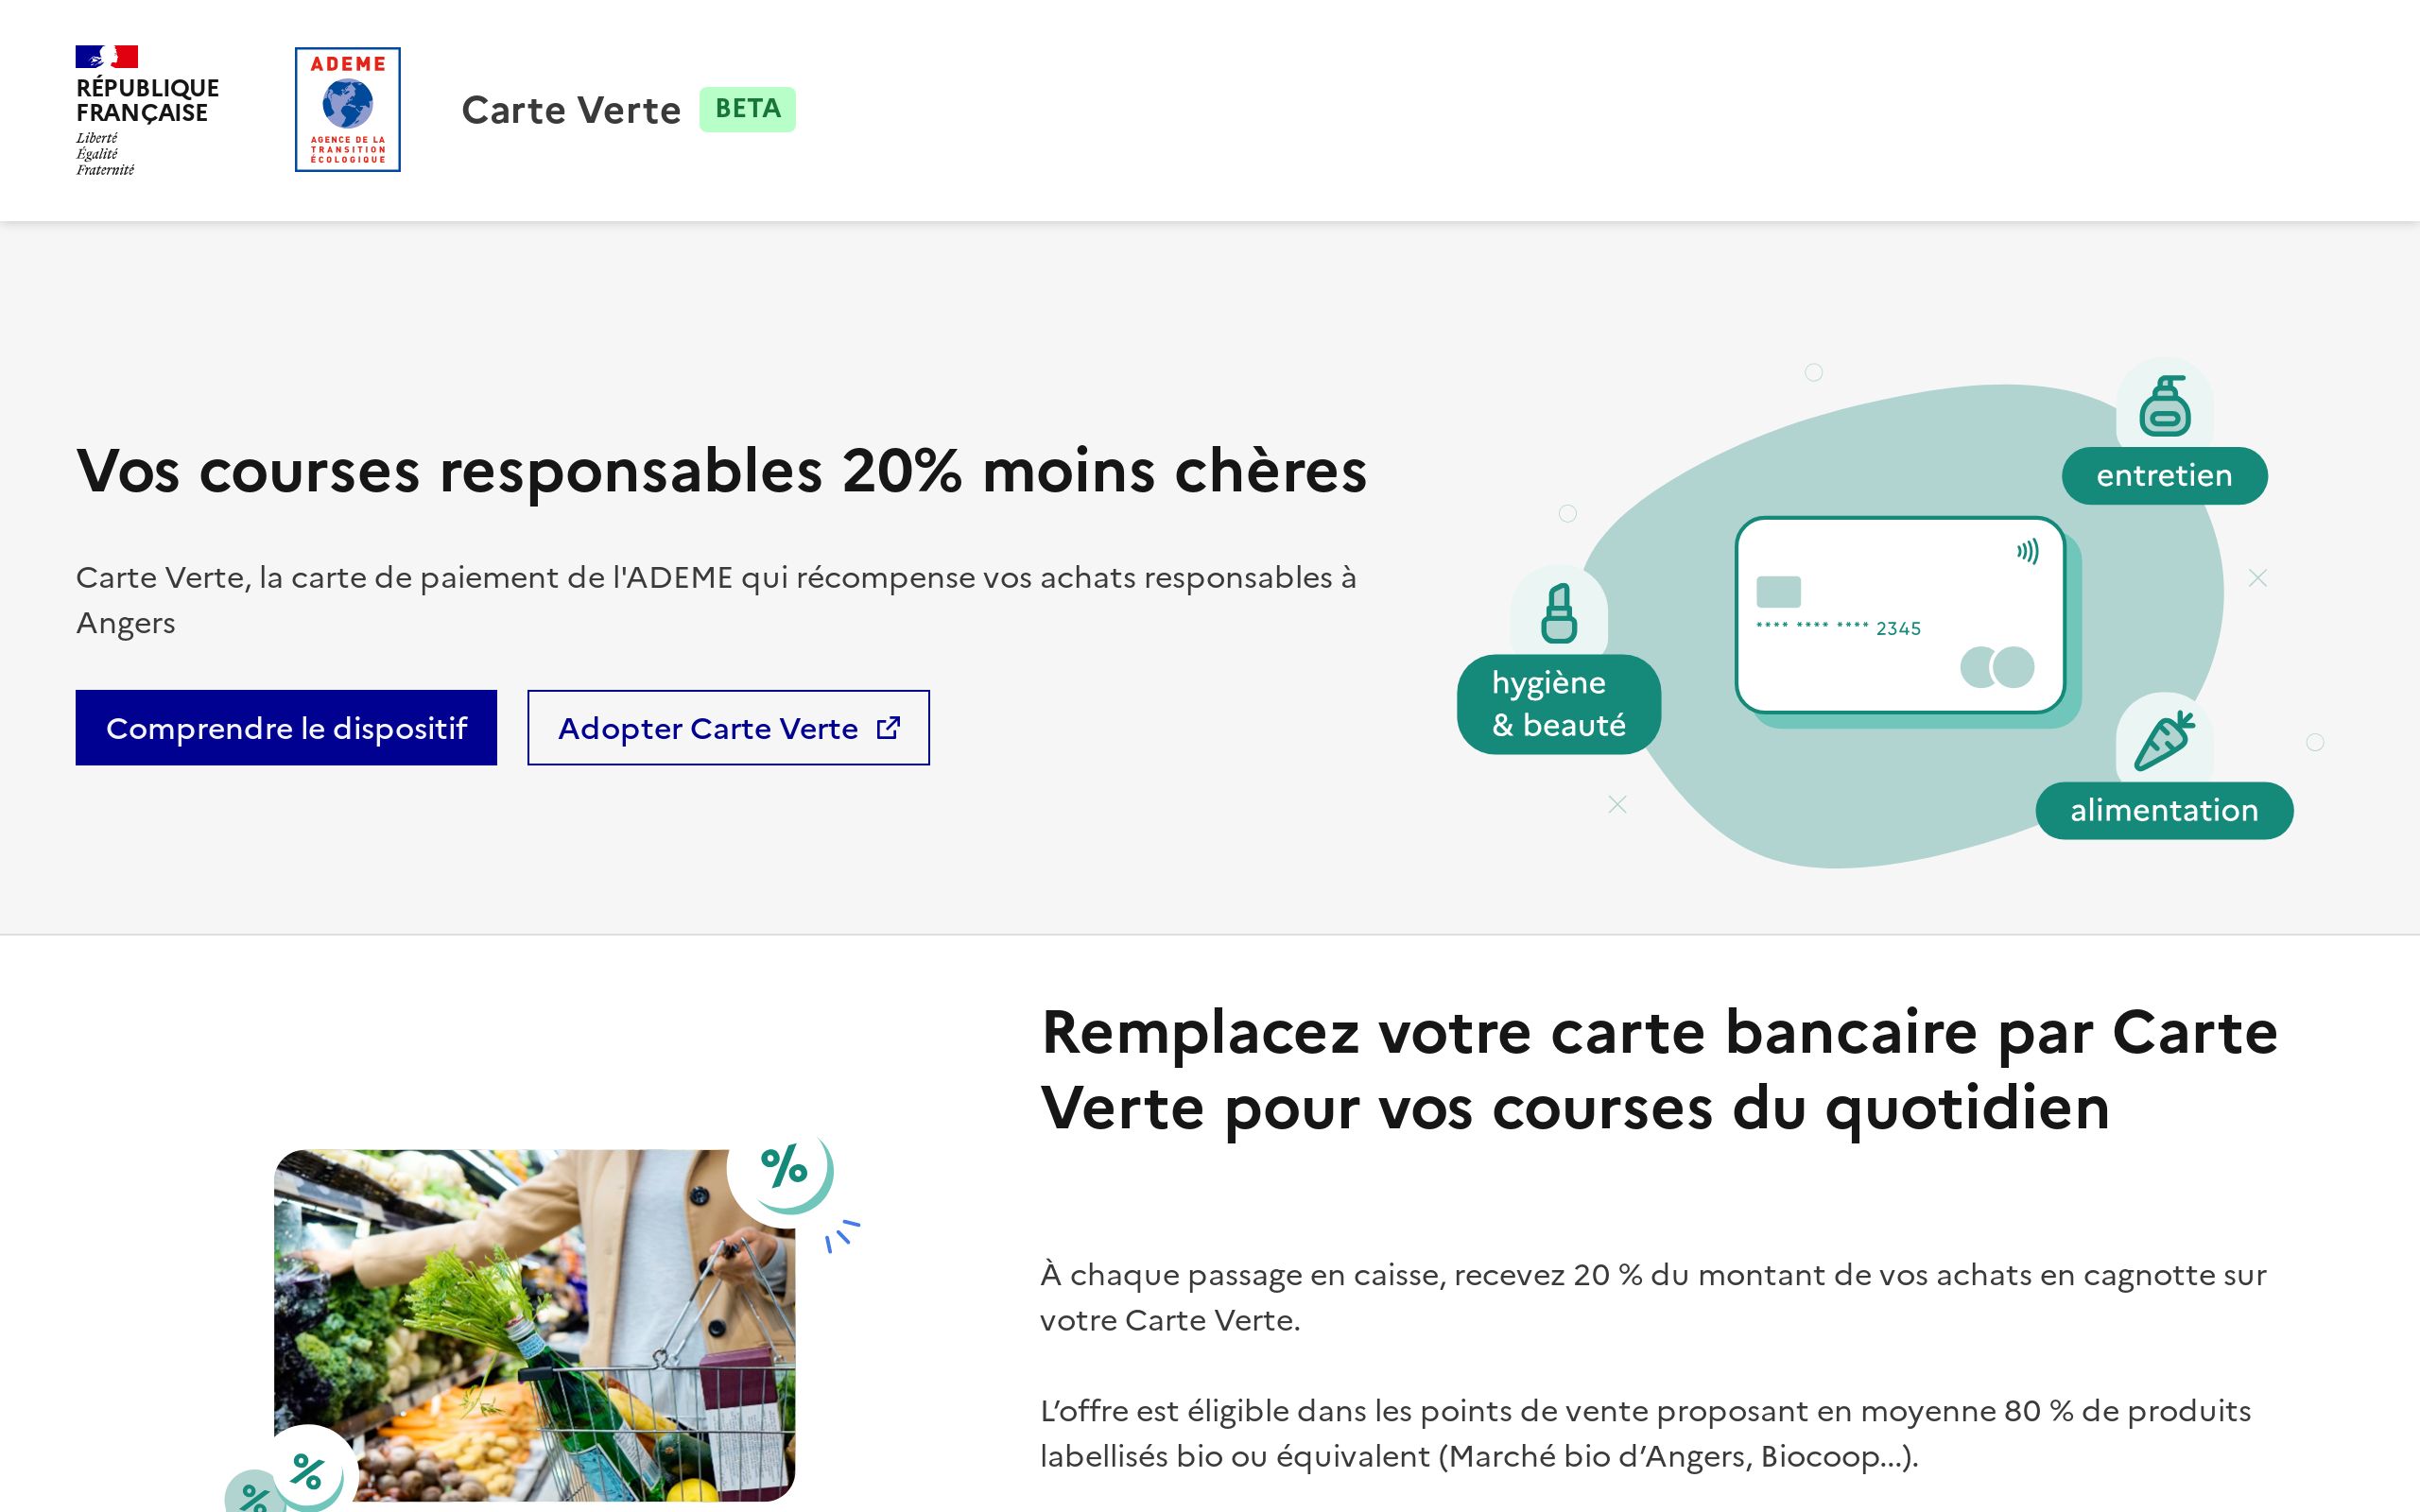 RÉPUBLIQUE
FRANÇAISE
Liberté
Égalité
Fraternité
ADEME
AGENCE DE LA
TRANSITION
ÉCOLOGIQUE
Carte Verte BETA
Vos courses responsables 20% moins chères
Carte Verte, la carte de paiement de l'ADEME qui récompense vos achats responsables à
Angers
Comprendre le dispositif
Adopter Carte Verte
entretien
**** **** **** 2345
hygiène
& beauté
alimentation
Remplacez votre carte bancaire par Carte
Verte pour vos courses du quotidien
À chaque passage en caisse, recevez 20 % du montant de vos achats en cagnotte sur
votre Carte Verte.
L’offre est éligible dans les points de vente proposant en moyenne 80 % de produits
labellisés bio ou équivalent (Marché bio d’Angers, Biocoop...).
%
%
%